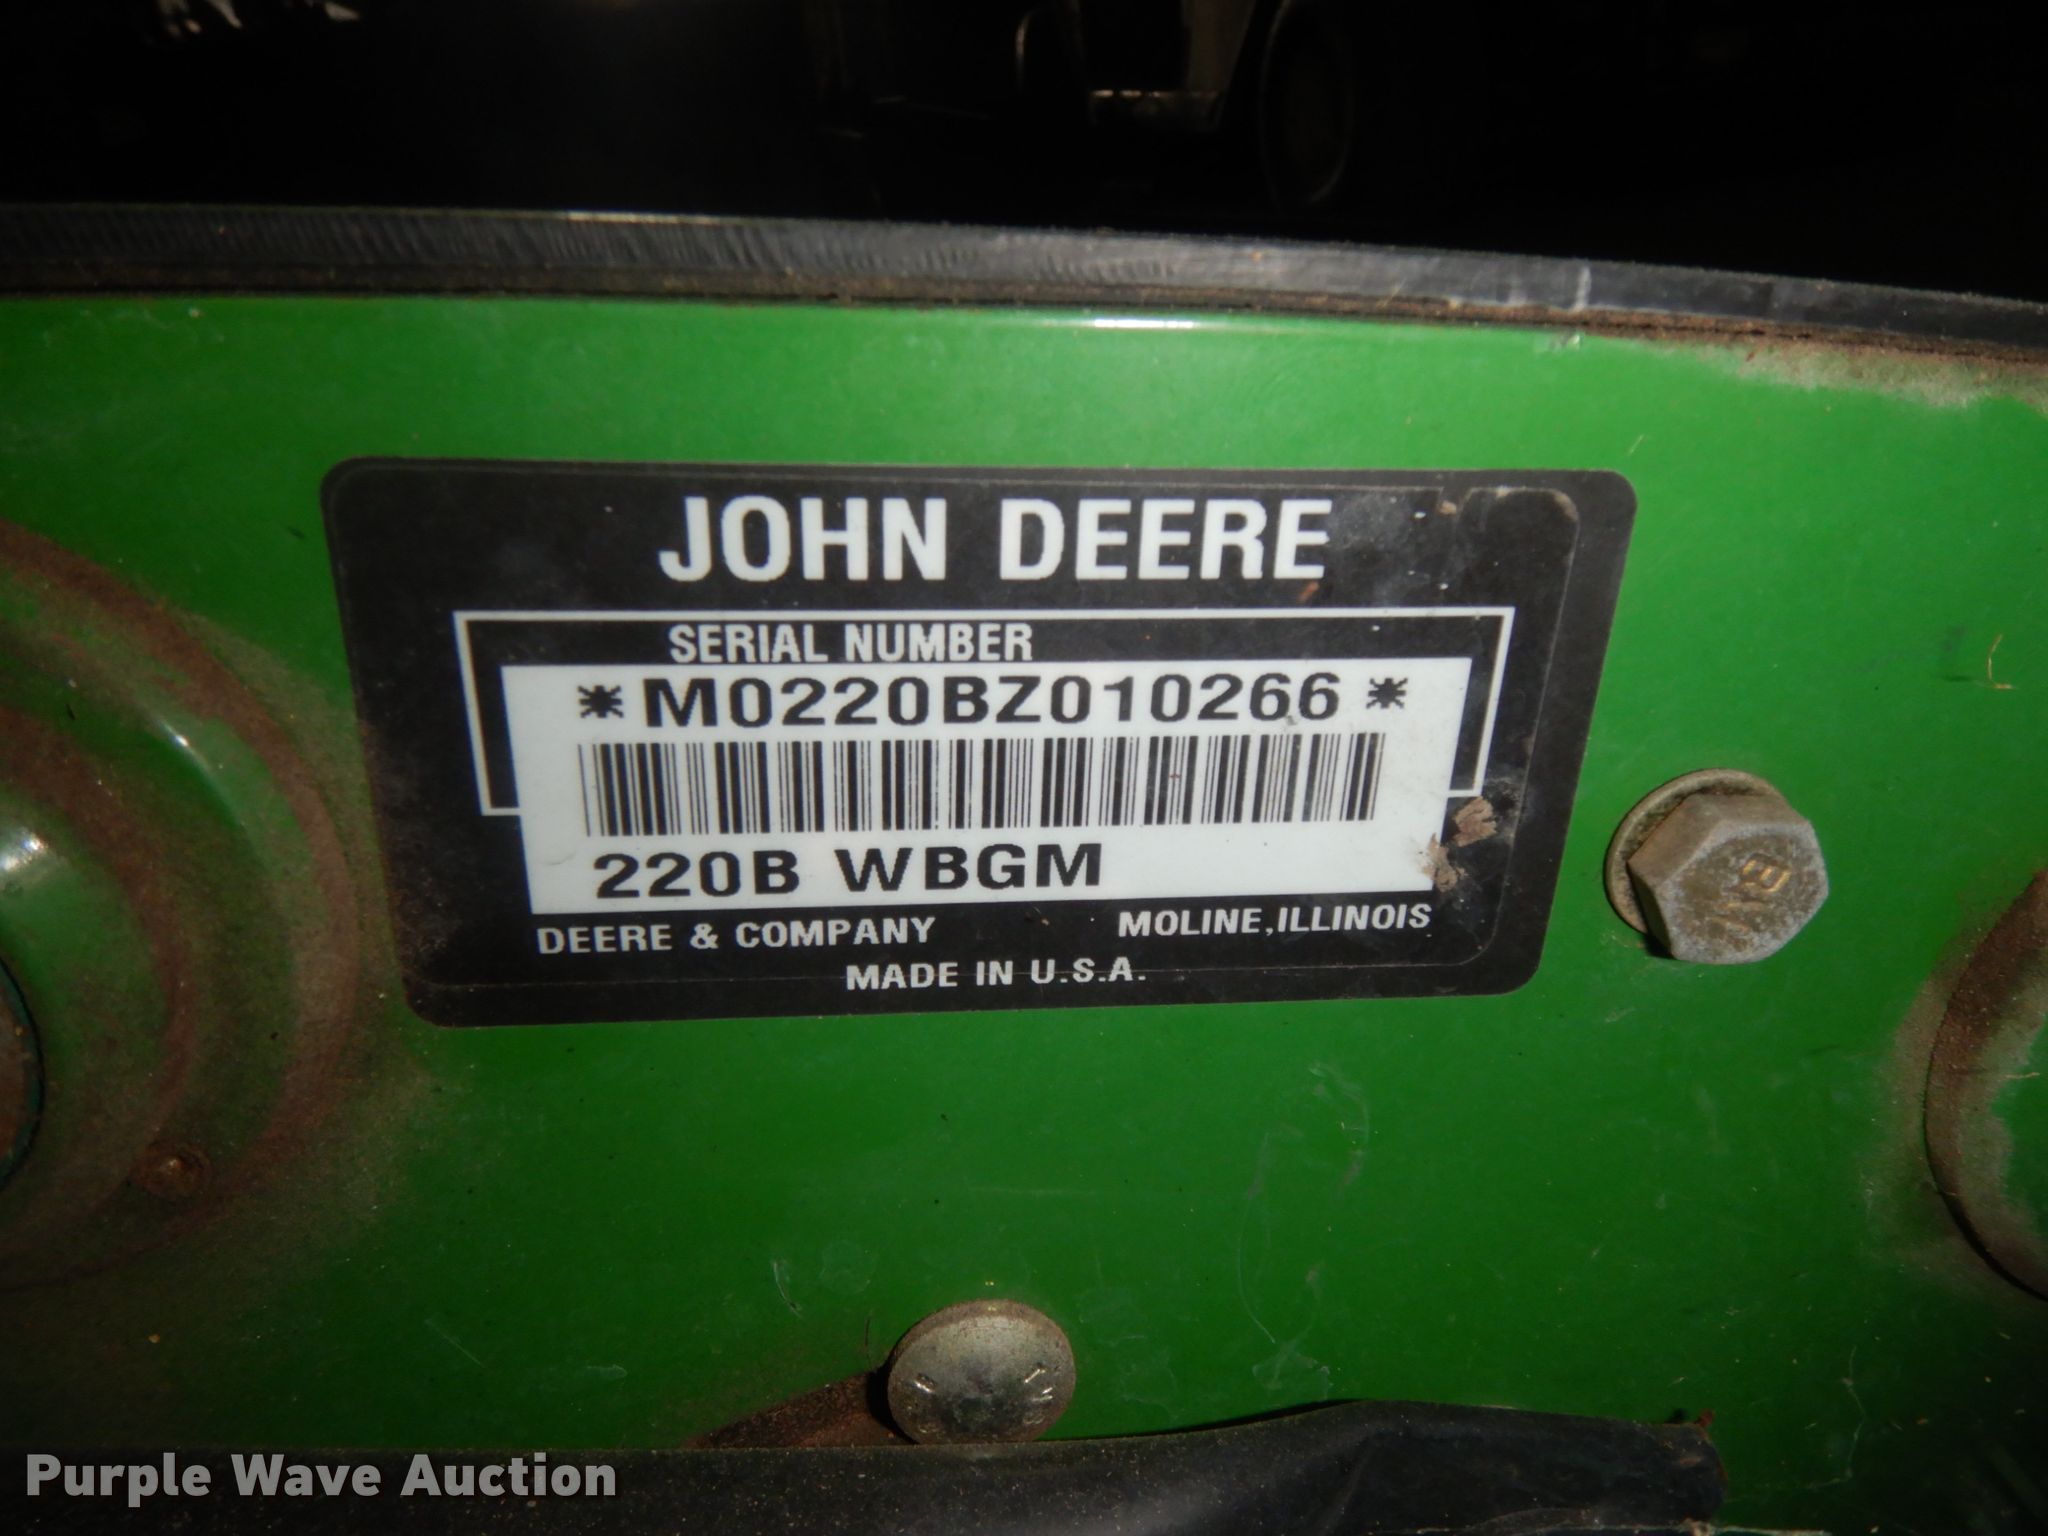 JOHN DEERE
SERIAL NUMBER
*M0220BZ010266*
220B WBGM
DEERE & COMPANY MOLINE, ILLINOIS
MADE IN U.S.A.
Purple Wave Auction